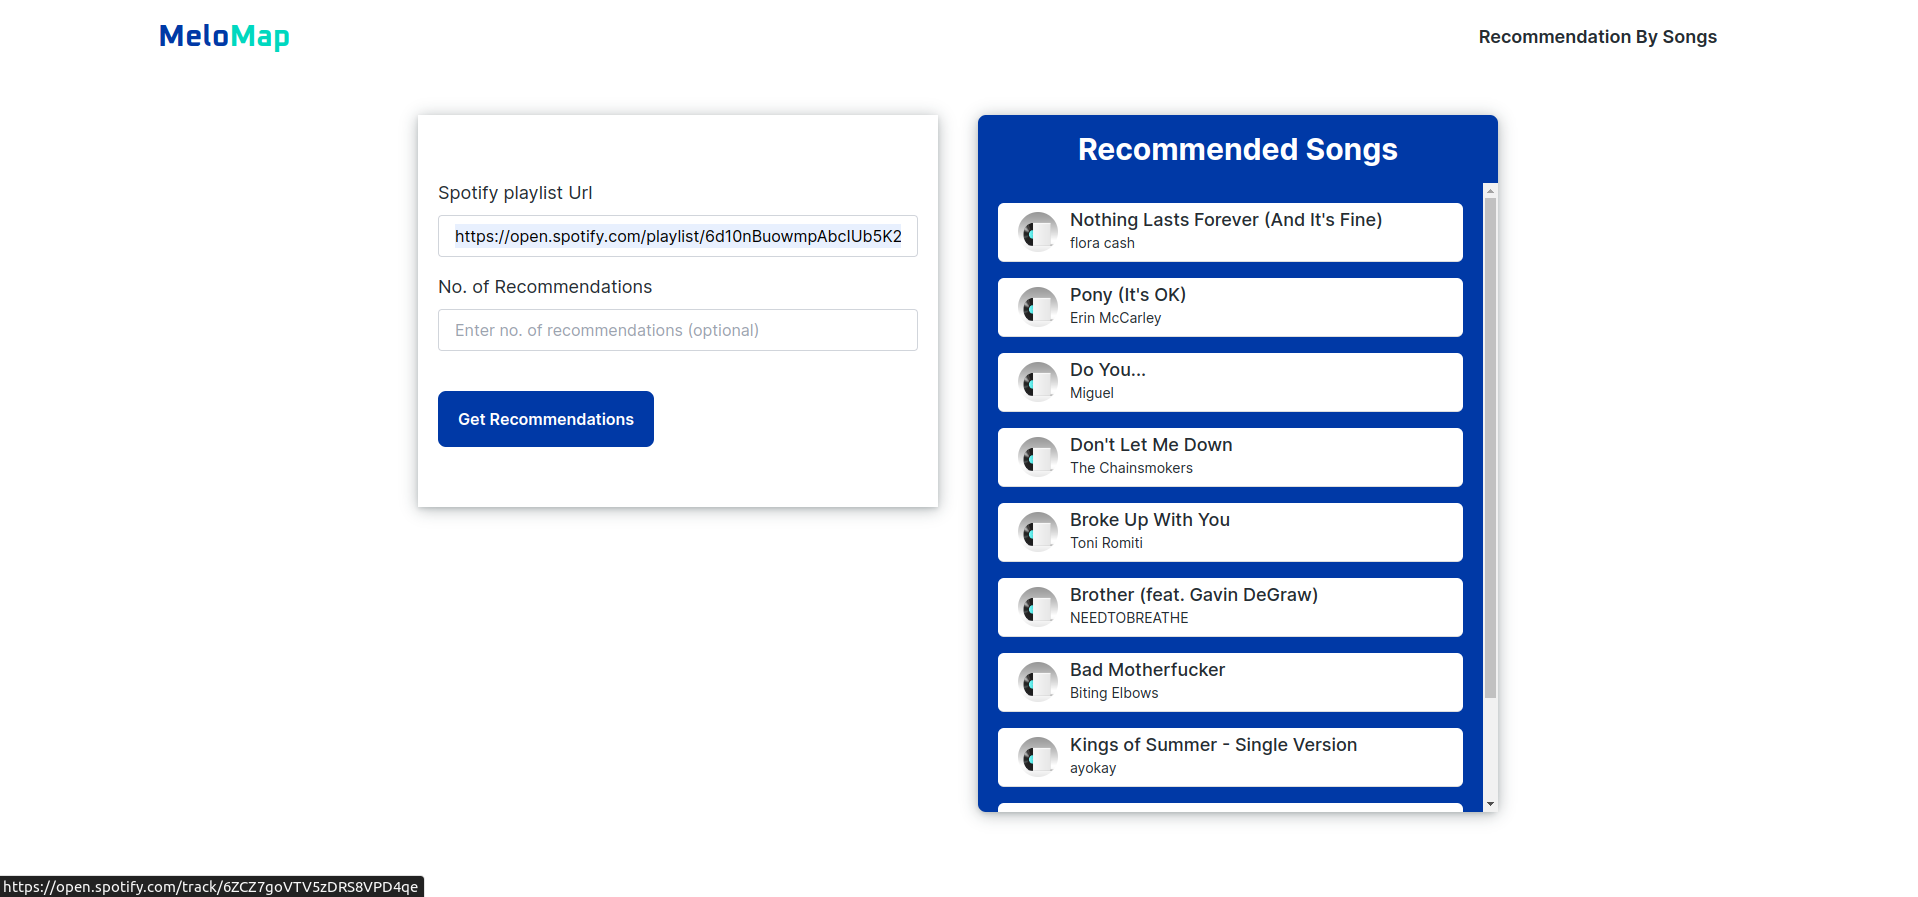 MeloMap
Recommendation By Songs
Spotify playlist Url
https://open.spotify.com/playlist/6d10nBuowmpAbclUb5K2
No. of Recommendations
Enter no. of recommendations (optional)
Get Recommendations
Recommended Songs
Nothing Lasts Forever (And It's Fine)
flora cash
Pony (It's OK)
Erin McCarley
Do You...
Miguel
Don't Let Me Down
The Chainsmokers
Broke Up With You
Toni Romiti
Brother (feat. Gavin DeGraw)
NEEDTOBREATHE
Bad Motherfucker
Biting Elbows
Kings of Summer - Single Version
ayokay
https://open.spotify.com/track/6ZCZ7goVTV5zDRS8VPD4qe